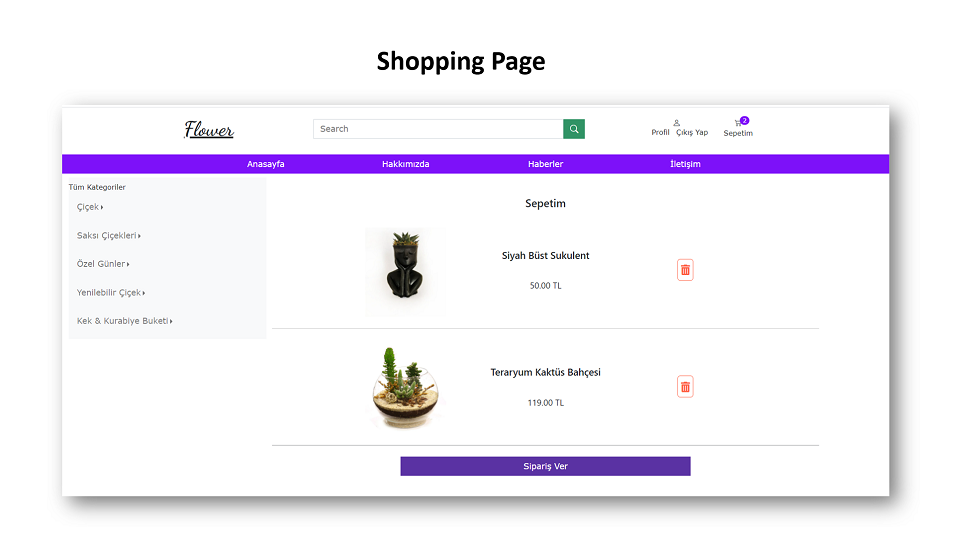 Shopping Page
Flower
Search
2
Profil Çıkış Yap Sepetim
Anasayfa Hakkımızda Haberler İletişim
Tüm Kategoriler
Çiçek
Saksı Çiçekleri
Özel Günler
Yenilebilir Çiçek
Kek & Kurabiye Buketi
Sepetim
Siyah Büst Sukulent
50.00 TL
Teraryum Kaktüs Bahçesi
119.00 TL
Sipariş Ver